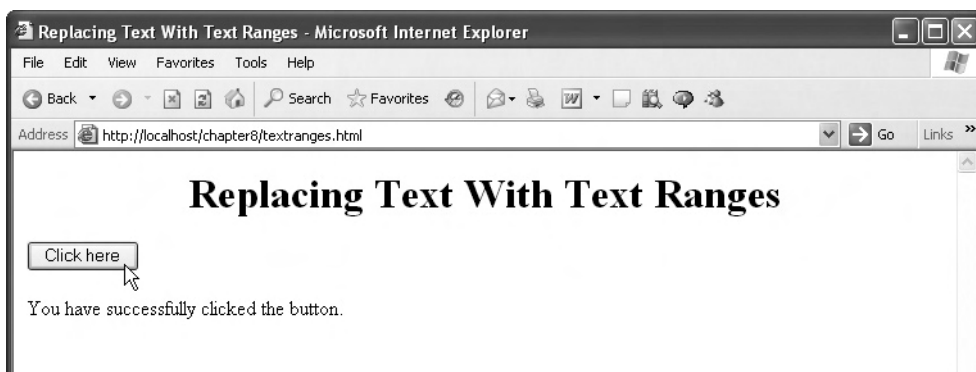 Replacing Text With Text Ranges - Microsoft Internet Explorer
File Edit View Favorites Tools Help
Back Search Favorites W
Address http://localhost/chapter8/textranges.html Go Links »
Replacing Text With Text Ranges
Click here
You have successfully clicked the button.